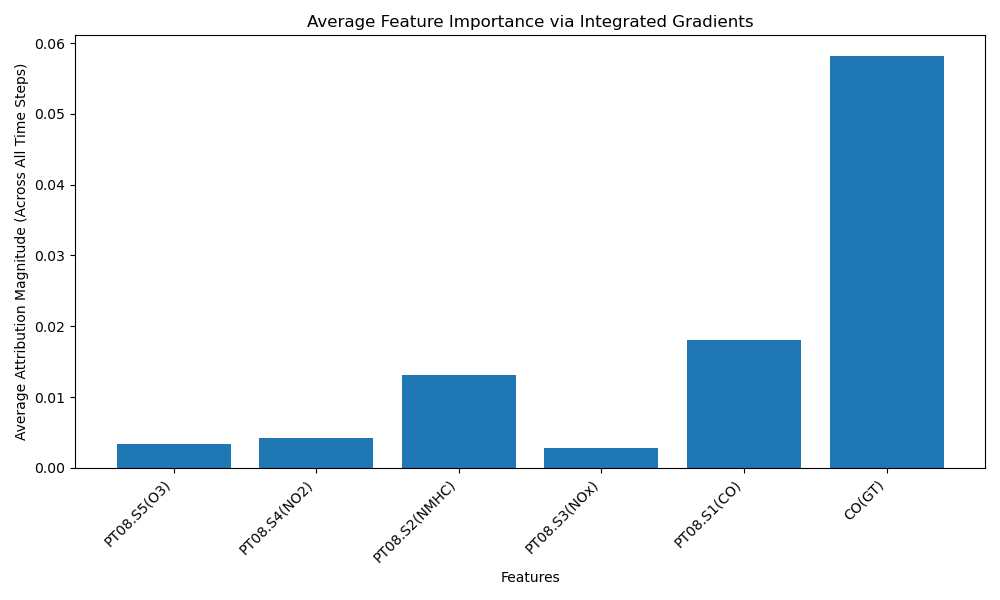 Average Feature Importance via Integrated Gradients
Average Attribution Magnitude (Across All Time Steps)
0.06
0.05
0.04
0.03
0.02
0.01
0.00
PT08.S5(O3)
PT08.S4(NO2)
PT08.S2(NMHC)
PT08.S3(NOx)
PT08.S1(CO)
CO(GT)
Features